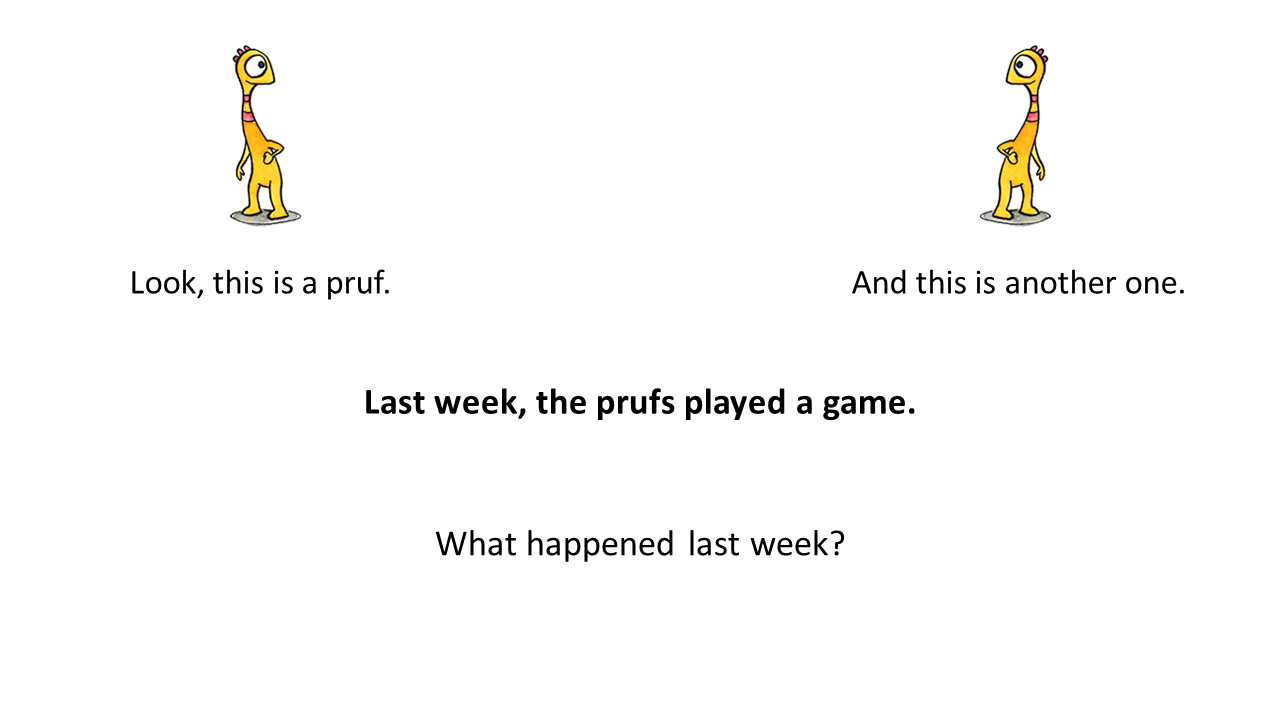 Look, this is a pruf.
And this is another one.
Last week, the prufs played a game.
What happened last week?